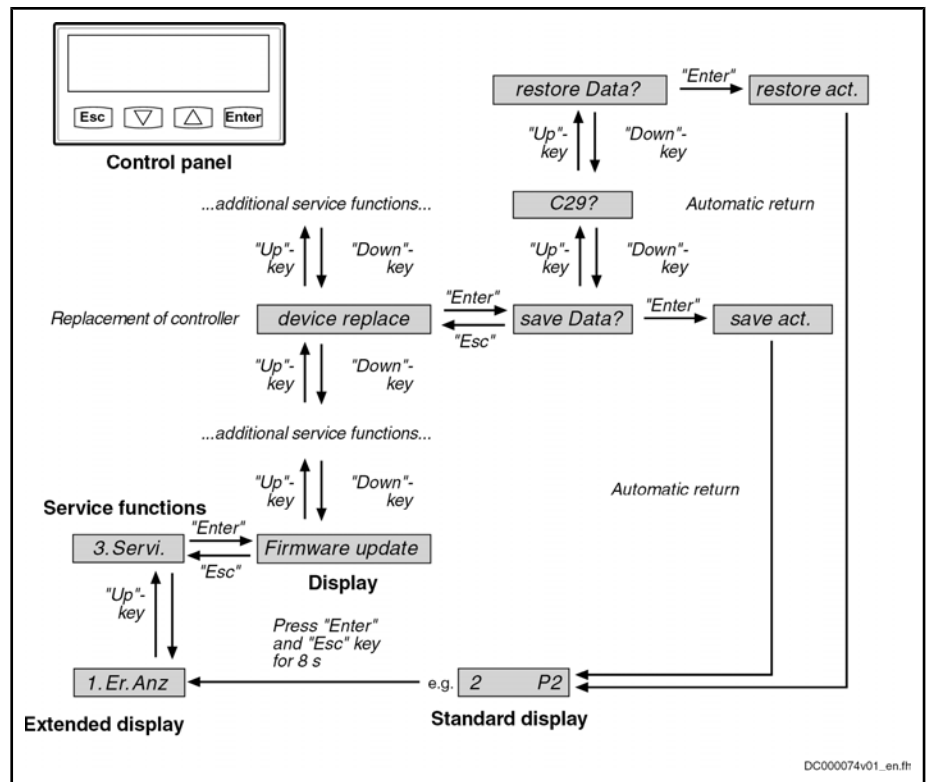 Esc
Enter
Control panel
restore Data?
"Enter"
restore act.
"Up"-
key
"Down"-
key
...additional service functions...
C29?
Automatic return
"Up"-
key
"Down"-
key
"Up"-
key
"Down"-
key
Replacement of controller
device replace
"Enter"
"Esc"
save Data?
"Enter"
save act.
"Up"-
key
"Down"-
key
...additional service functions...
"Up"-
key
"Down"-
key
Automatic return
Service functions
3.Servi.
"Enter"
"Esc"
Firmware update
Display
"Up"-
key
Press "Enter"
and "Esc" key
for 8 s
1.Er.Anz
e.g.
2 P2
Extended display
Standard display
DC000074v01_en.fh